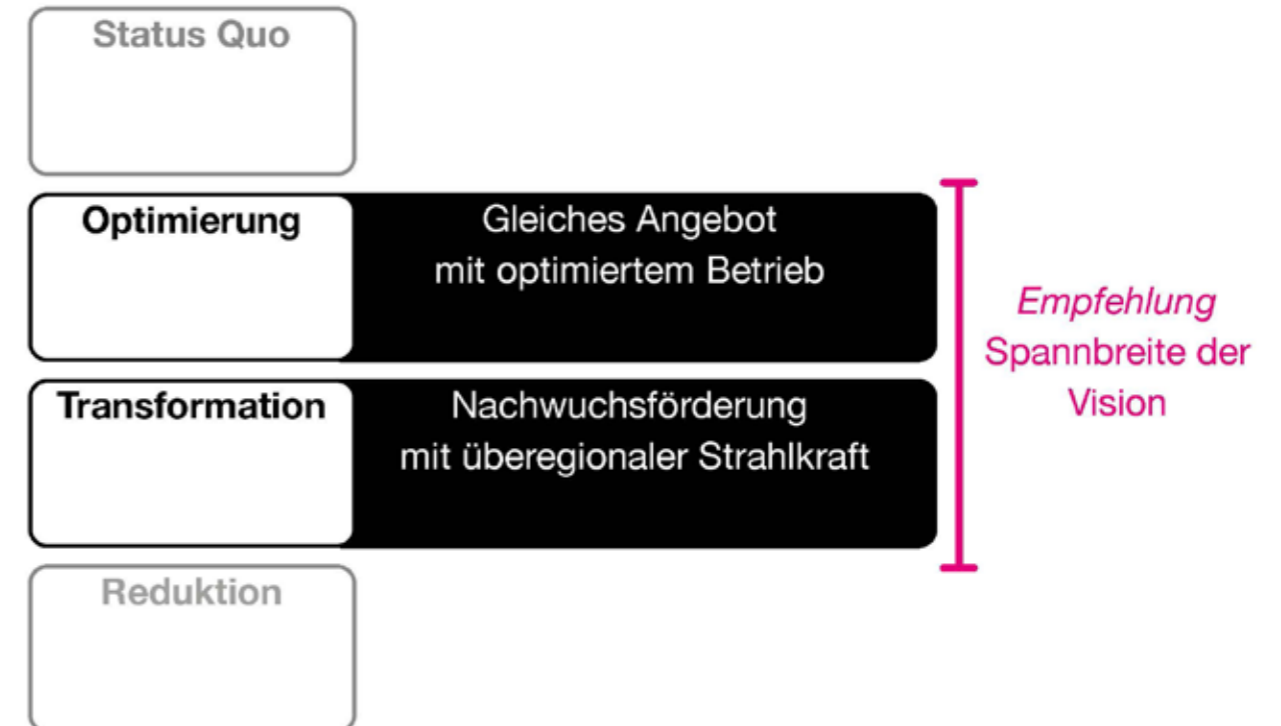 Status Quo
Optimierung
Gleiches Angebot
mit optimiertem Betrieb
Transformation
Nachwuchsförderung
mit überegionaler Strahlkraft
Empfehlung
Spannbreite der
Vision
Reduktion